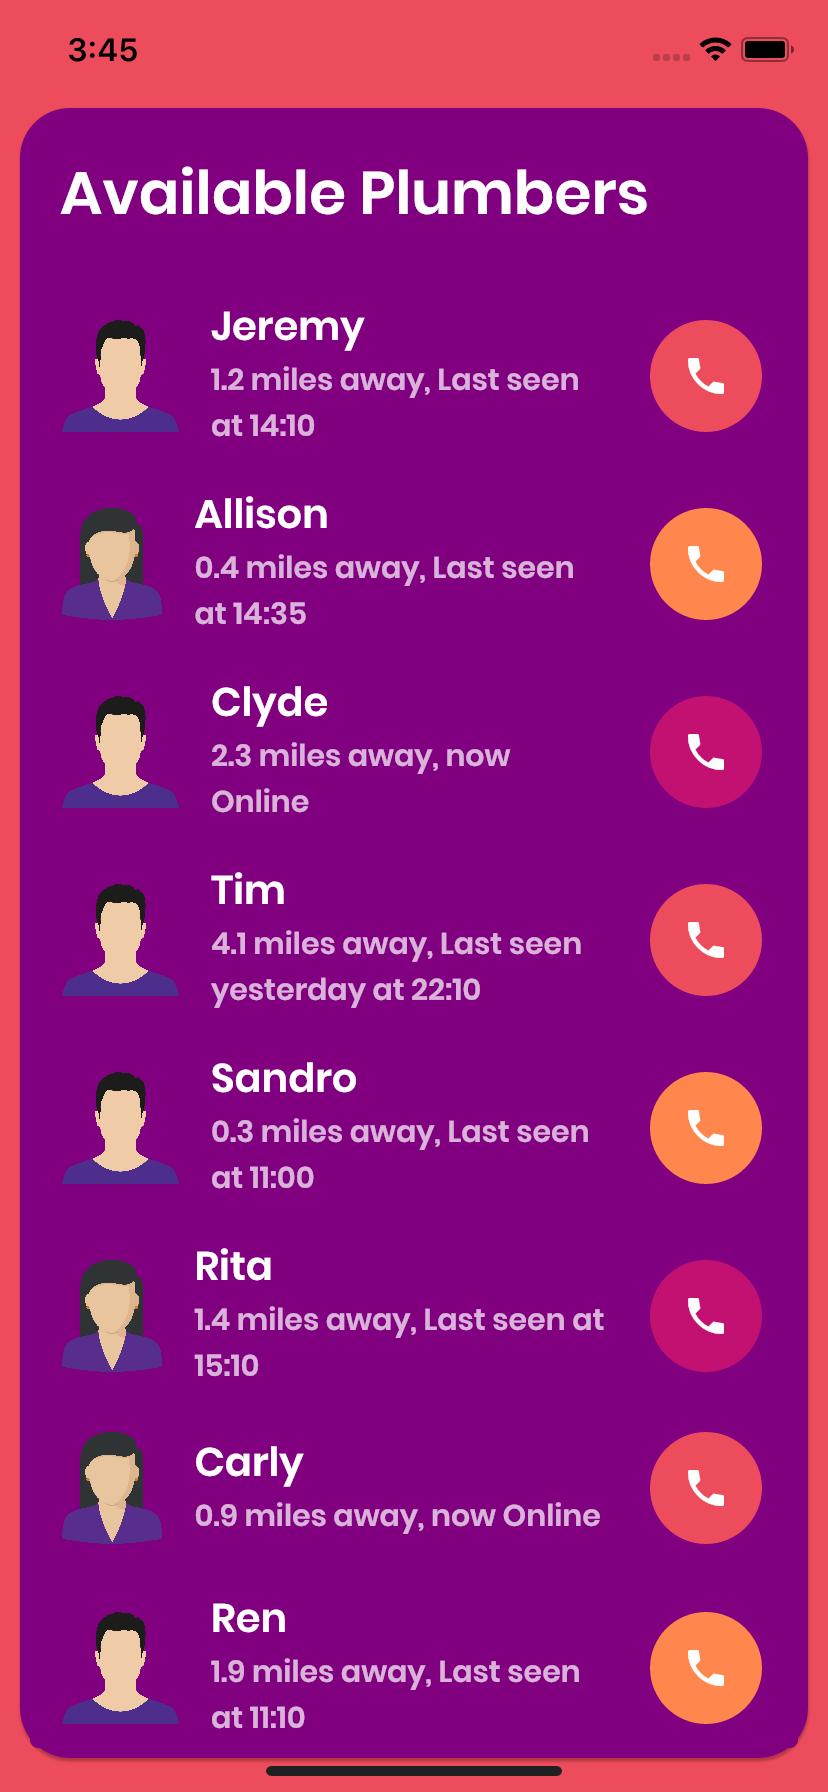 3:45
Available Plumbers
Jeremy
1.2 miles away, Last seen
at 14:10
Allison
0.4 miles away, Last seen
at 14:35
Clyde
2.3 miles away, now
Online
Tim
4.1 miles away, Last seen
yesterday at 22:10
Sandro
0.3 miles away, Last seen
at 11:00
Rita
1.4 miles away, Last seen at
15:10
Carly
0.9 miles away, now Online
Ren
1.9 miles away, Last seen
at 11:10